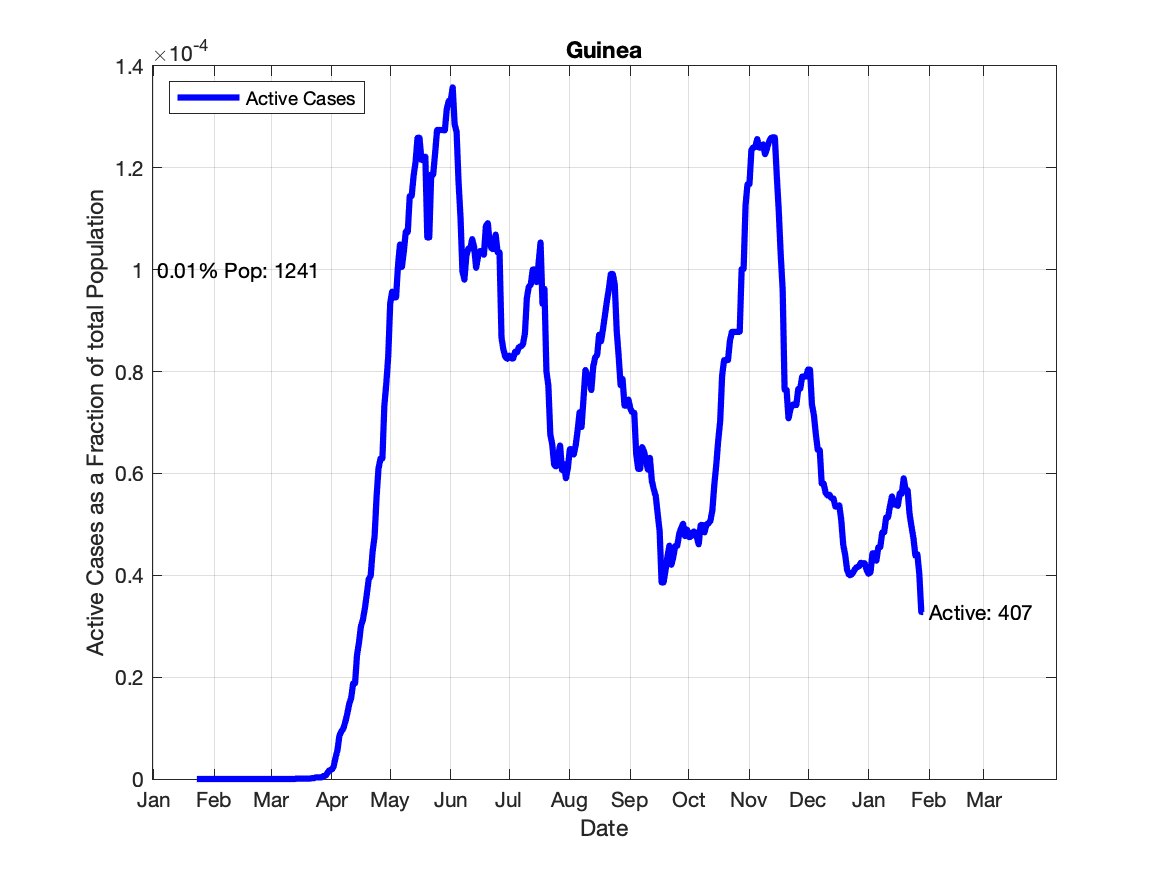 Guinea
×10-4
1.4
1.2
1
0.8
0.6
0.4
0.2
0
Active Cases
0.01% Pop: 1241
Active: 407
Active Cases as a Fraction of total Population
Jan Feb Mar Apr May Jun Jul Aug Sep Oct Nov Dec Jan Feb Mar
Date